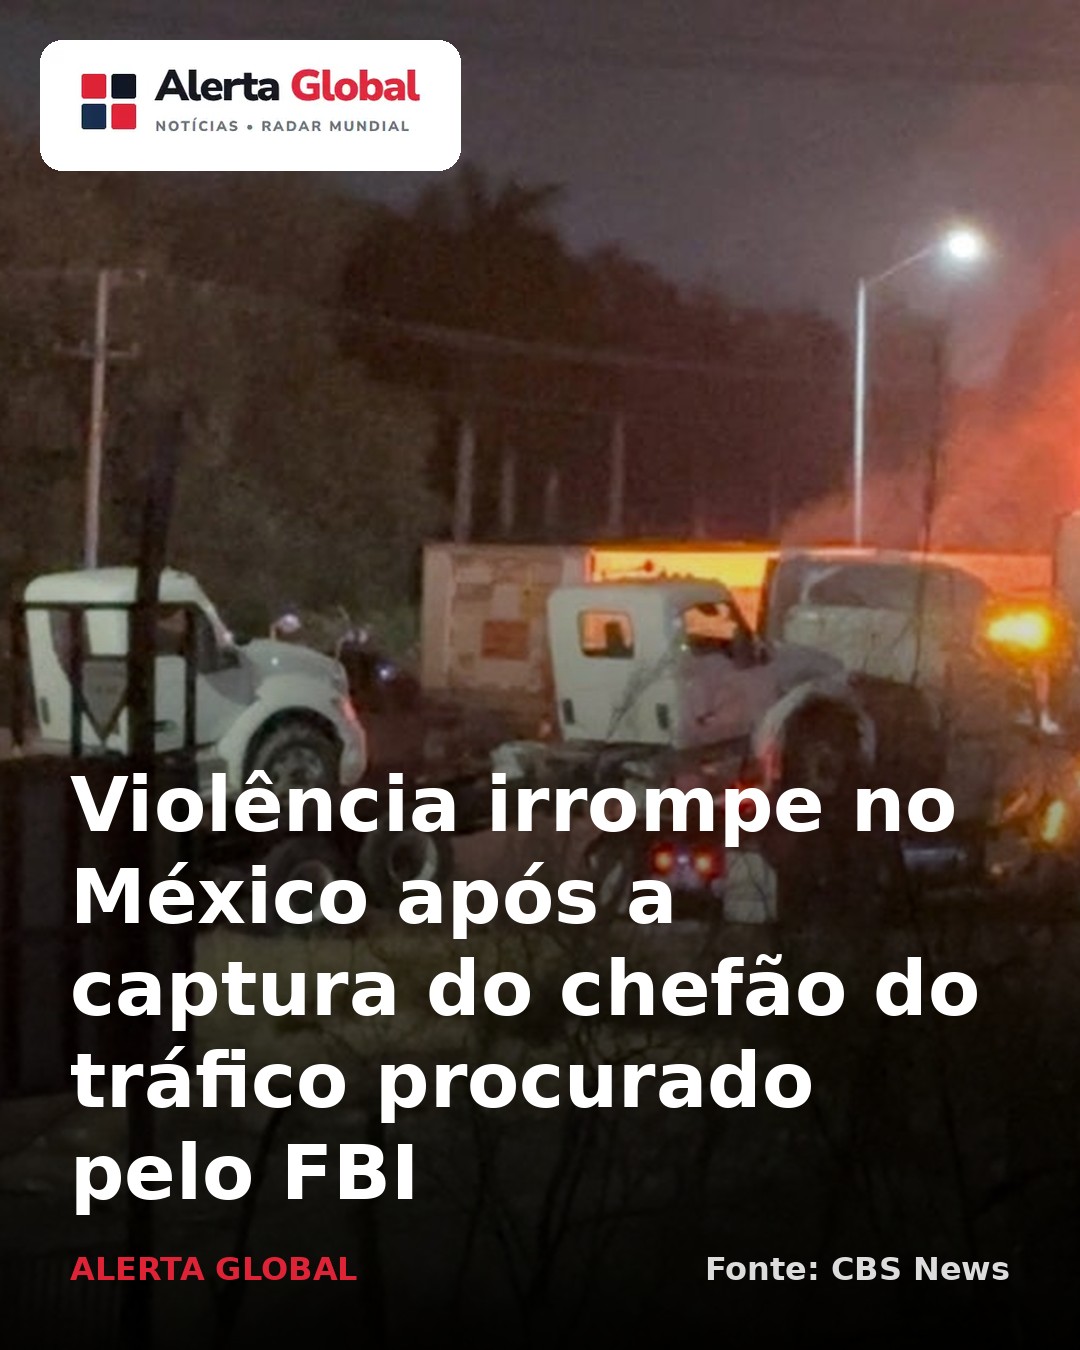 Alerta Global
NOTÍCIAS • RADAR MUNDIAL
Violência irrompe no
México após a
captura do chefão do
tráfico procurado
pelo FBI
ALERTA GLOBAL
Fonte: CBS News